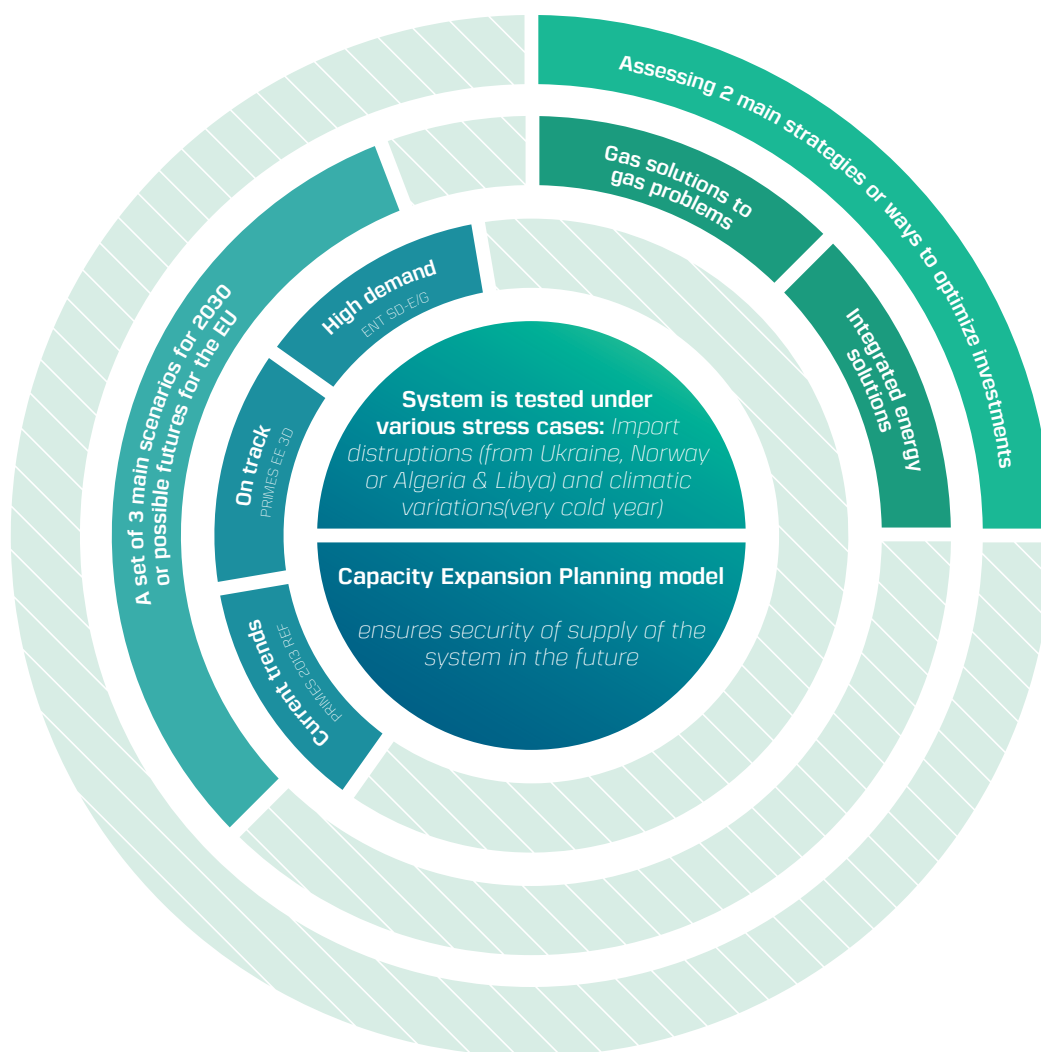 Assessing 2 main strategies or ways to optimize investments
Gas solutions to
gas problems
Integrated energy
solutions
A set of 3 main scenarios for 2030
or possible futures for the EU
High demand
ENT SD-E/G
On track
PRIMES EE 30
Current trends
PRIMES 2013 REF
System is tested under
various stress cases: Import
distruptions (from Ukraine, Norway
or Algeria & Libya) and climatic
variations(very cold year)
Capacity Expansion Planning model
ensures security of supply of the
system in the future